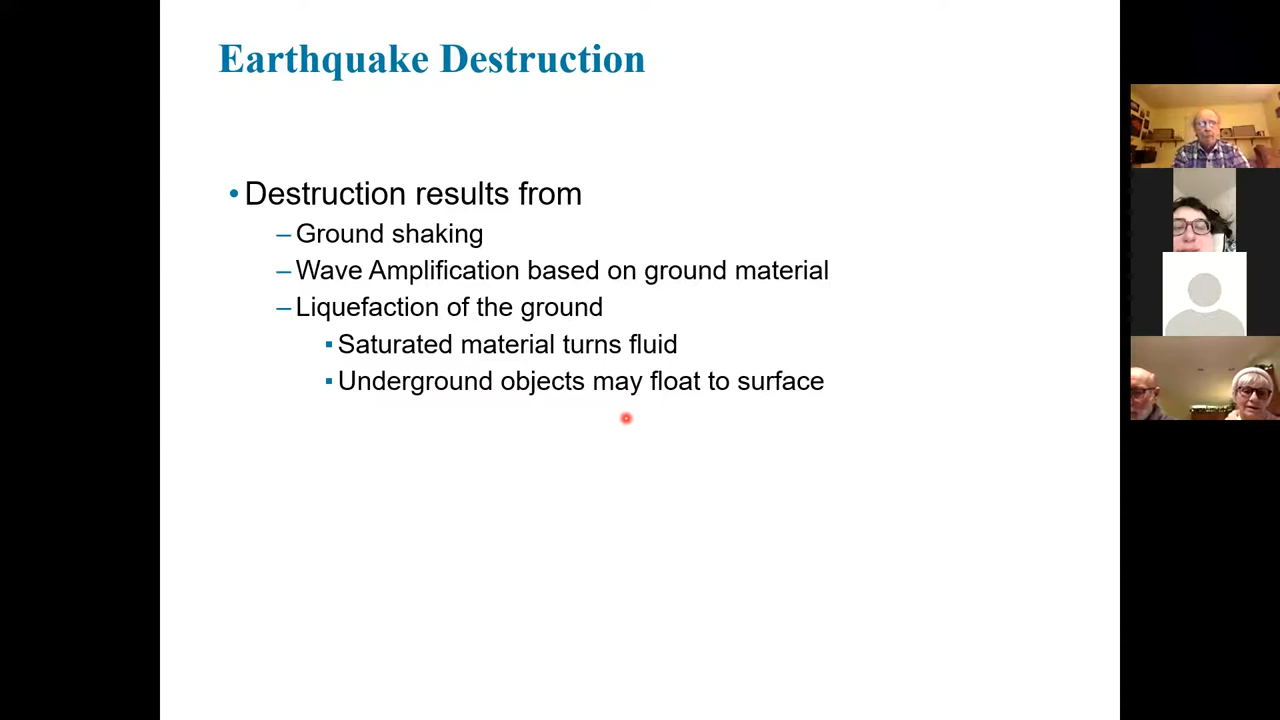 Earthquake Destruction
•Destruction results from
–Ground shaking
–Wave Amplification based on ground material
–Liquefaction of the ground
▪Saturated material turns fluid
▪Underground objects may float to surface